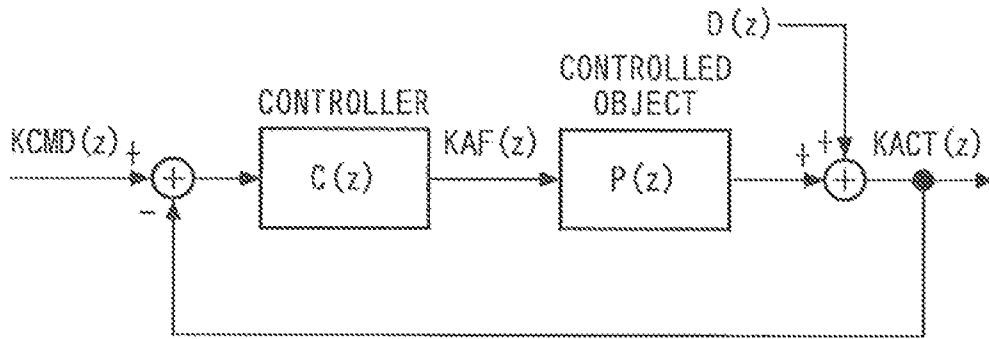 D(z)
CONTROLLED
OBJECT
CONTROLLER
KCMD(z)
+
+
-
C(z)
KAF(z)
P(z)
+
+
+
KACT(z)